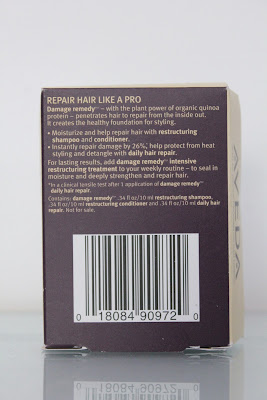 REPAIR HAIR LIKE A PRO
Damage remedy™ – with the plant power of organic quinoa
protein – penetrates hair to repair from the inside out.
It creates the healthy foundation for styling.
• Moisturize and help repair hair with restructuring
shampoo and conditioner.
• Instantly repair damage by 26%,* help protect from heat
styling and detangle with daily hair repair.
For lasting results, add damage remedy™ intensive
restructuring treatment to your weekly routine – to seal in
moisture and deeply strengthen and repair hair.
*In a clinical tensile test after 1 application of damage remedy™
daily hair repair.
Contains: damage remedy™ .34 fl oz/10 ml restructuring shampoo,
.34 fl oz/10 ml restructuring conditioner and .34 fl oz/10 ml daily
hair repair. Not for sale.
0 18084 90972 0
AVEDA